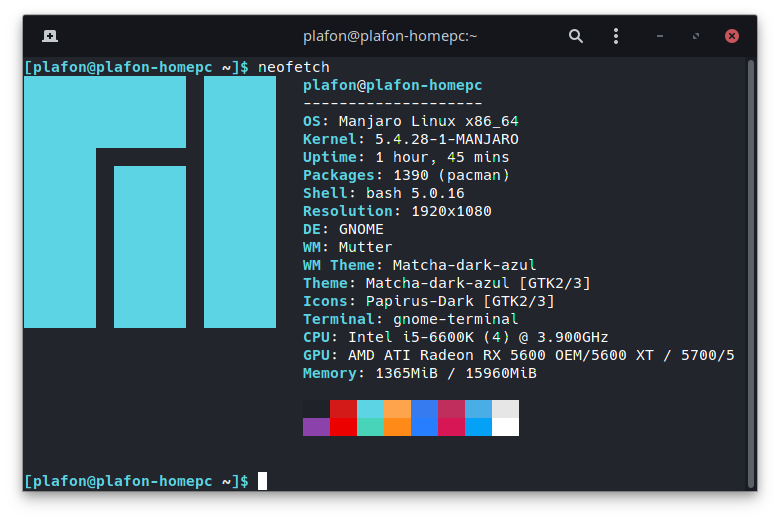 plafon@plafon-homepc:~
[plafon@plafon-homepc ~]$ neofetch
plafon@plafon-homepc
--------------------
OS: Manjaro Linux x86_64
Kernel: 5.4.28-1-MANJARO
Uptime: 1 hour, 45 mins
Packages: 1390 (pacman)
Shell: bash 5.0.16
Resolution: 1920x1080
DE: GNOME
WM: Mutter
WM Theme: Matcha-dark-azul
Theme: Matcha-dark-azul [GTK2/3]
Icons: Papirus-Dark [GTK2/3]
Terminal: gnome-terminal
CPU: Intel i5-6600K (4) @ 3.900GHz
GPU: AMD ATI Radeon RX 5600 OEM/5600 XT / 5700/5
Memory: 1365MiB / 15960MiB
[plafon@plafon-homepc ~]$